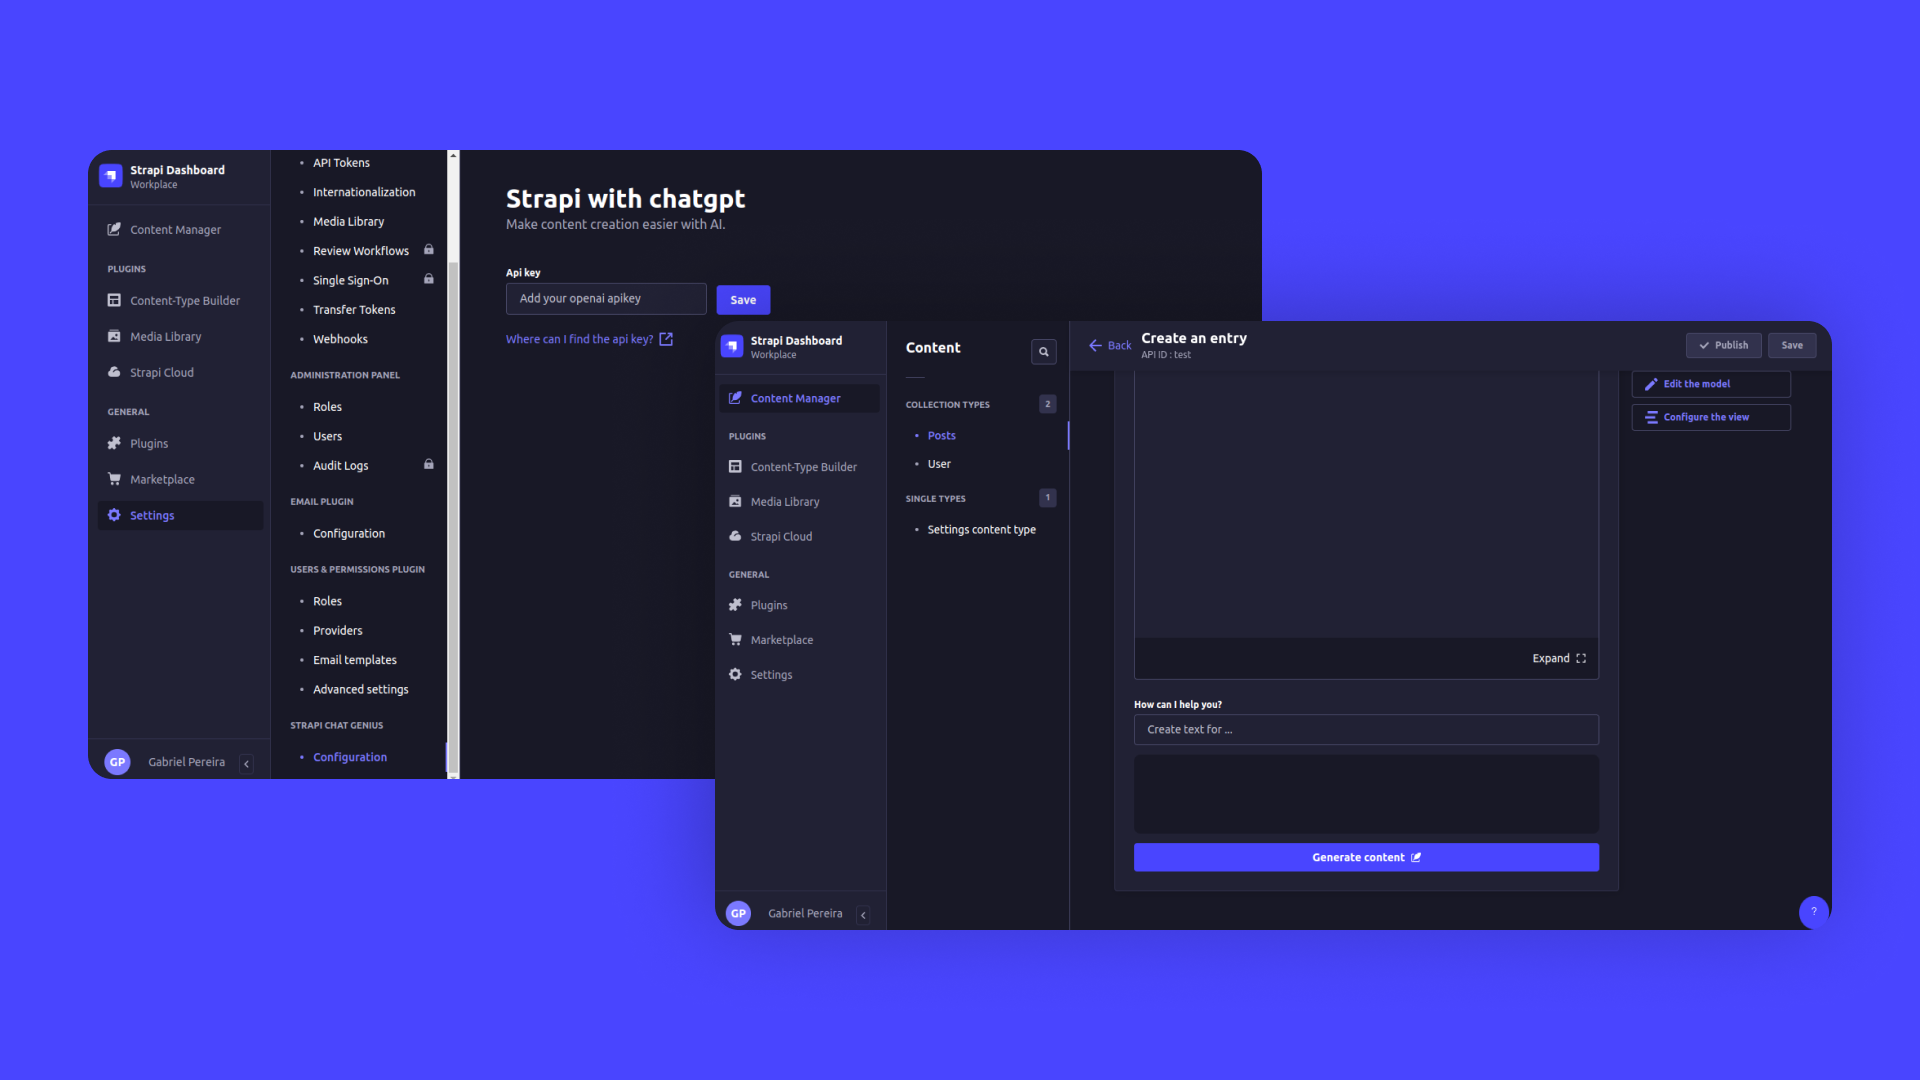 Strapi Dashboard
Workplace
Content Manager
PLUGINS
Content-Type Builder
Media Library
Strapi Cloud
GENERAL
Plugins
Marketplace
Settings
GP Gabriel Pereira
API Tokens
Internationalization
Media Library
Review Workflows
Single Sign-On
Transfer Tokens
Webhooks
ADMINISTRATION PANEL
Roles
Users
Audit Logs
EMAIL PLUGIN
Configuration
USERS & PERMISSIONS PLUGIN
Roles
Providers
Email templates
Advanced settings
STRAPI CHAT GENIUS
Configuration
Strapi with chatgpt
Make content creation easier with AI.
Api key
Add your openai apikey
Save
Where can I find the api key?
Strapi Dashboard
Workplace
Content Manager
PLUGINS
Content-Type Builder
Media Library
Strapi Cloud
GENERAL
Plugins
Marketplace
Settings
GP Gabriel Pereira
Content
COLLECTION TYPES 2
Posts
User
SINGLE TYPES 1
Settings content type
Back
Create an entry
API ID : test
Publish
Save
Edit the model
Configure the view
Expand
How can I help you?
Create text for ...
Generate content
?